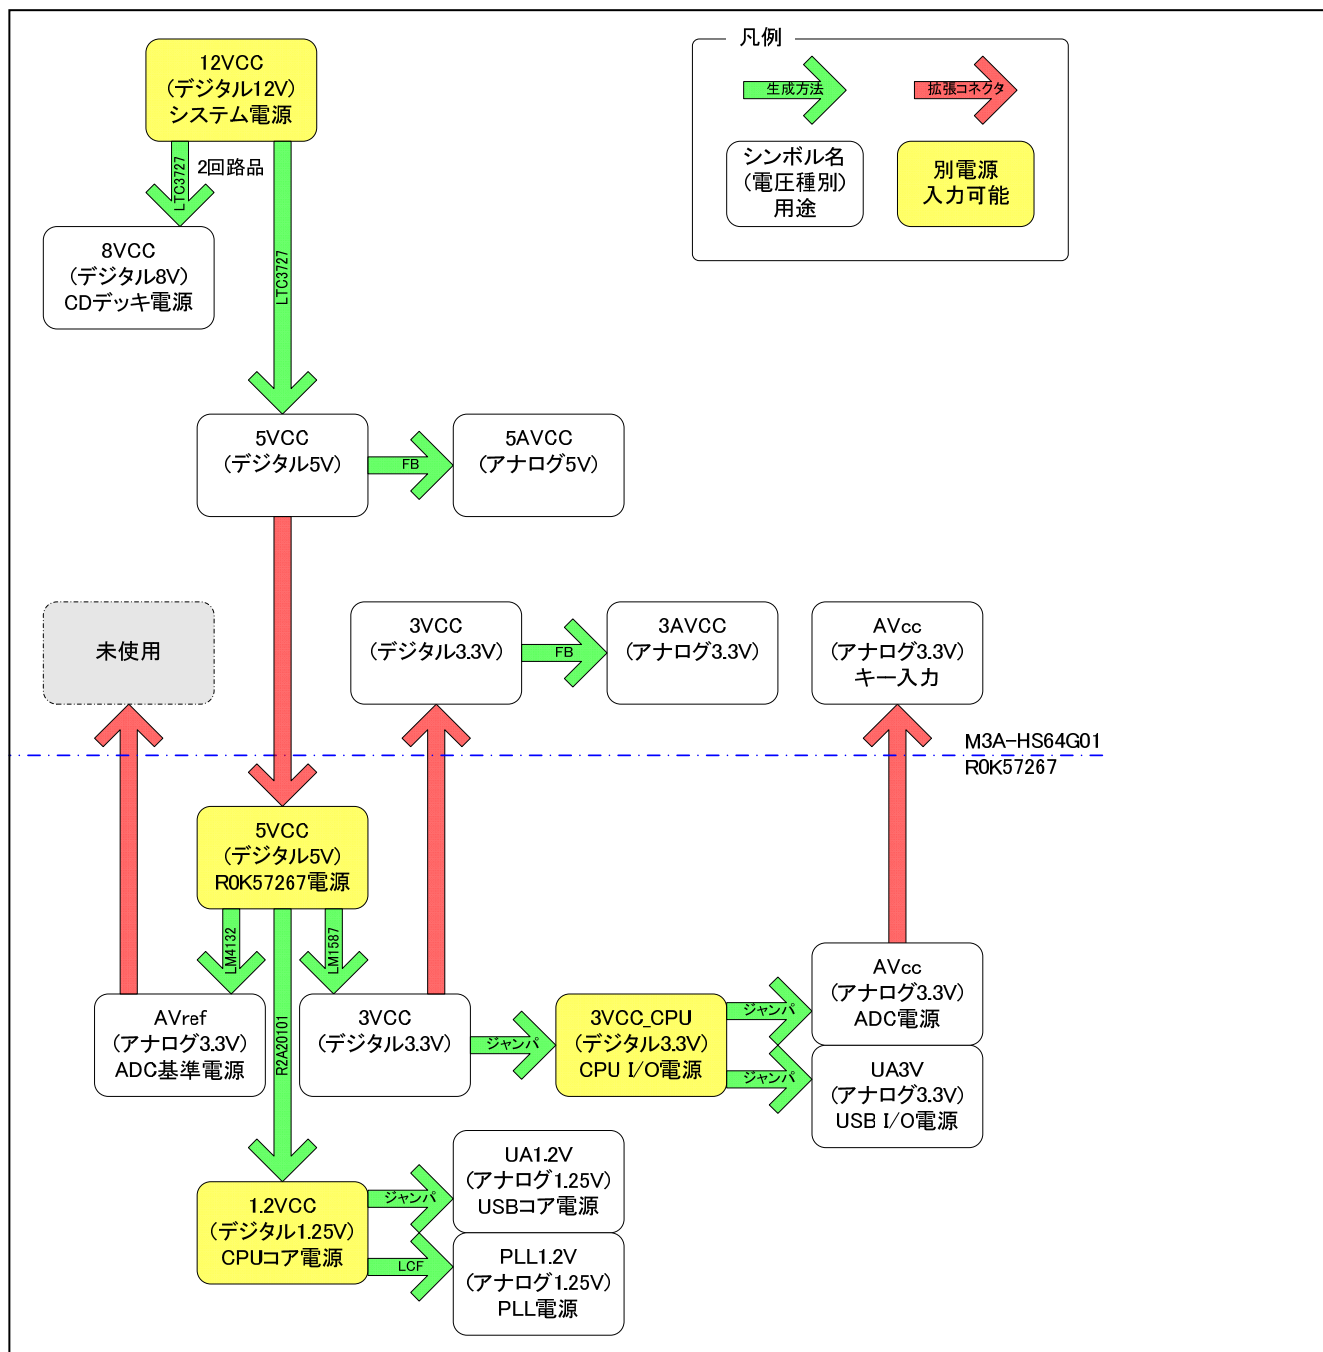 凡例
生成方法
拡張コネクタ
シンボル名
(電圧種別)
用途
別電源
入力可能
12VCC
(デジタル12V)
システム電源
LTC3727
2回路品
LTC3727
8VCC
(デジタル8V)
CDデッキ電源
5VCC
(デジタル5V)
FB
5AVCC
(アナログ5V)
未使用
3VCC
(デジタル3.3V)
FB
3AVCC
(アナログ3.3V)
AVcc
(アナログ3.3V)
キー入力
M3A-HS64G01
R0K57267
5VCC
(デジタル5V)
R0K57267電源
LM4132
R2A20101
LM1587
AVref
(アナログ3.3V)
ADC基準電源
3VCC
(デジタル3.3V)
ジャンパ
3VCC_CPU
(デジタル3.3V)
CPU I/O電源
ジャンパ
ジャンパ
AVcc
(アナログ3.3V)
ADC電源
UA3V
(アナログ3.3V)
USB I/O電源
1.2VCC
(デジタル1.25V)
CPUコア電源
ジャンパ
LCF
UA1.2V
(アナログ1.25V)
USBコア電源
PLL1.2V
(アナログ1.25V)
PLL電源